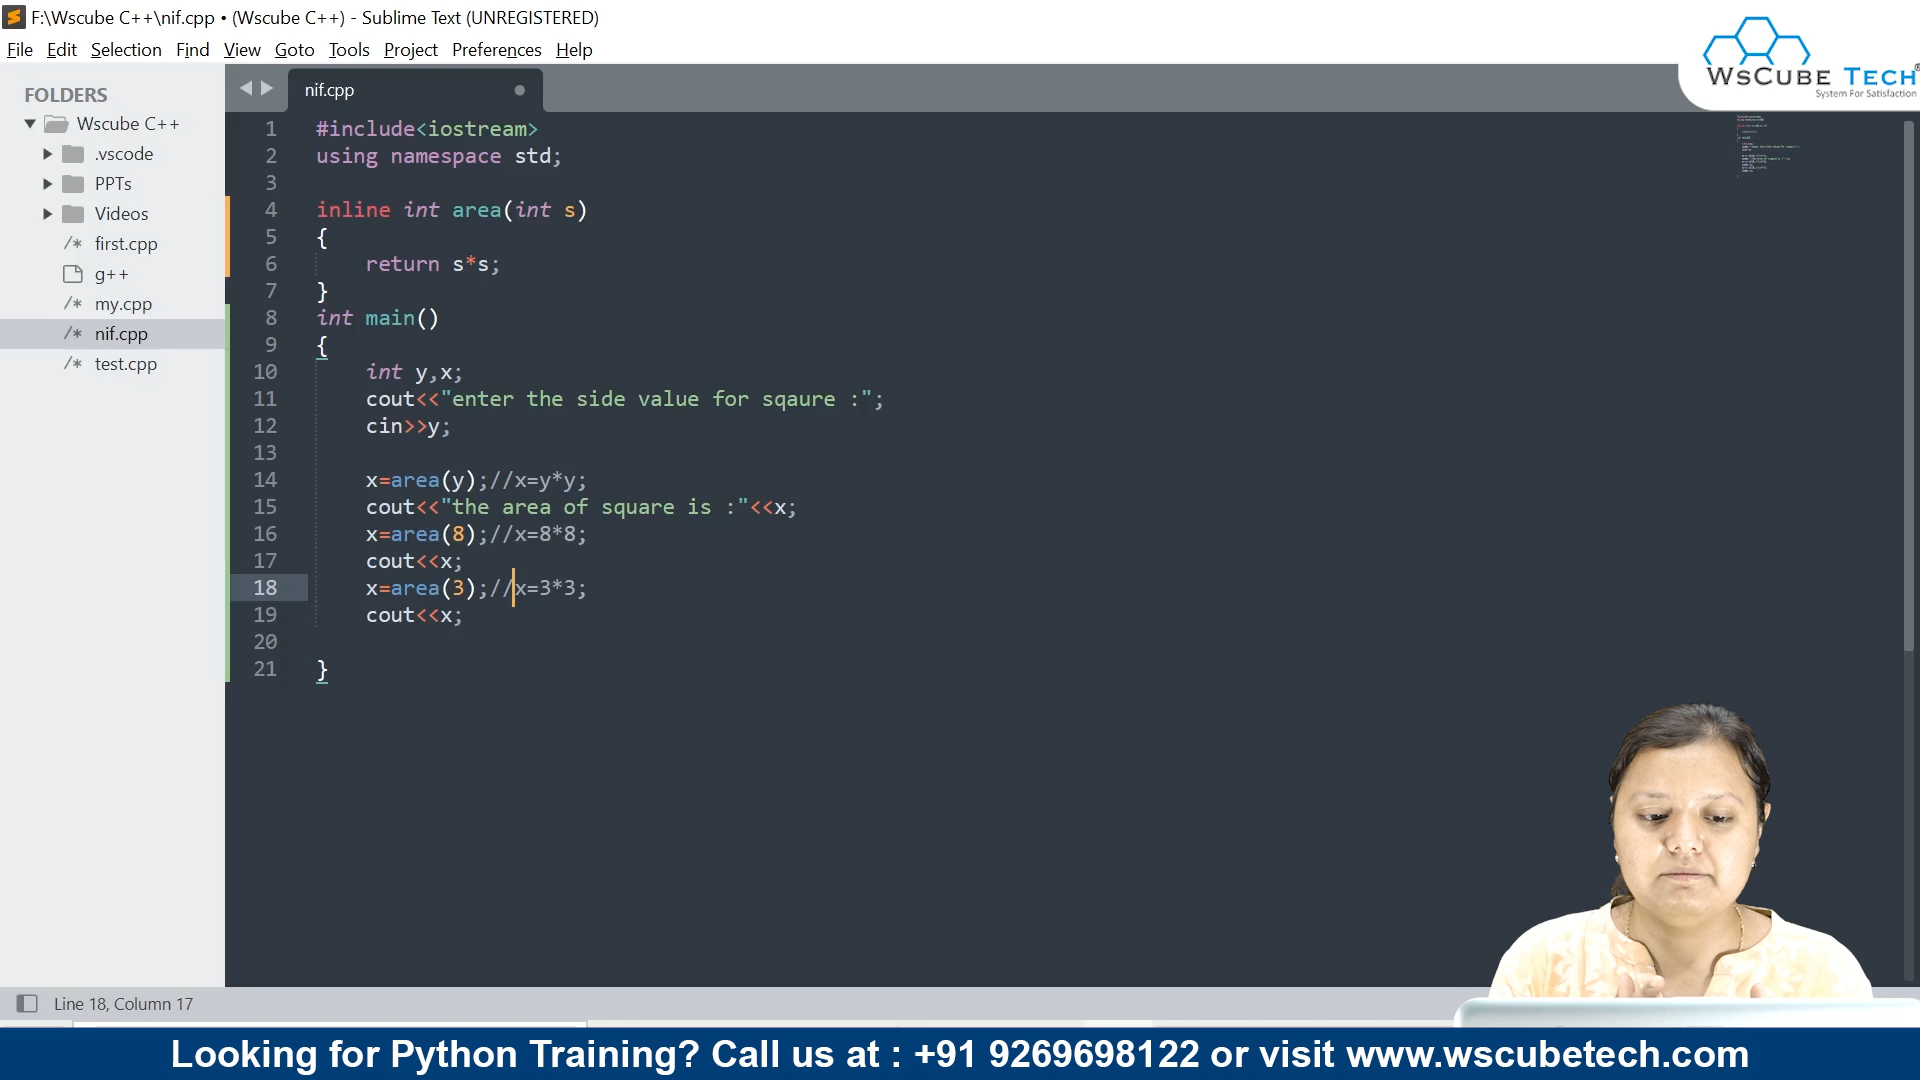 F:\Wscube C++\nif.cpp • (Wscube C++) - Sublime Text (UNREGISTERED)
File Edit Selection Find View Goto Tools Project Preferences Help
WsCube Tech®
System For Satisfaction
FOLDERS
Wscube C++
.vscode
PPTs
Videos
/* first.cpp
g++
/* my.cpp
/* nif.cpp
/* test.cpp
nif.cpp
1 #include<iostream>
2 using namespace std;
3
4 inline int area(int s)
5 {
6 return s*s;
7 }
8 int main()
9 {
10 int y,x;
11 cout<<"enter the side value for sqaure :";
12 cin>>y;
13
14 x=area(y);//x=y*y;
15 cout<<"the area of square is :"<<x;
16 x=area(8);//x=8*8;
17 cout<<x;
18 x=area(3);//x=3*3;
19 cout<<x;
20
21 }
Line 18, Column 17
Looking for Python Training? Call us at : +91 9269698122 or visit www.wscubetech.com